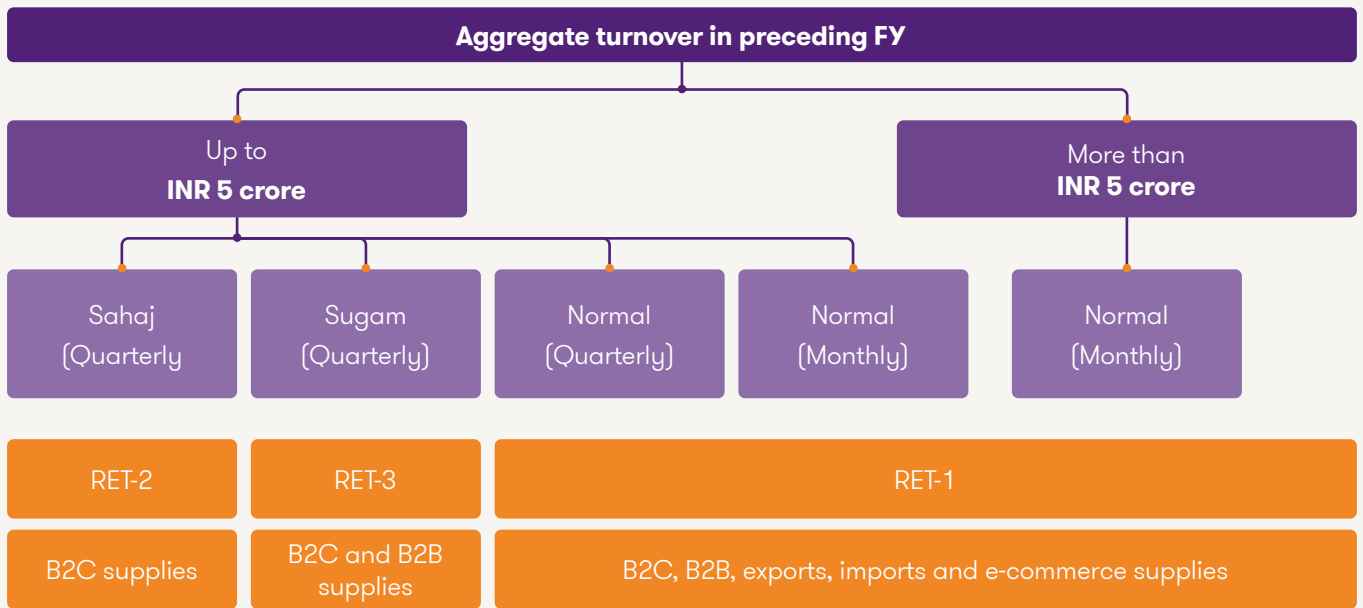 Aggregate turnover in preceding FY
Up to
INR 5 crore
More than
INR 5 crore
Sahaj
(Quarterly
Sugam
(Quarterly)
Normal
(Quarterly)
Normal
(Monthly)
Normal
(Monthly)
RET-2
RET-3
RET-1
B2C supplies
B2C and B2B
supplies
B2C, B2B, exports, imports and e-commerce supplies